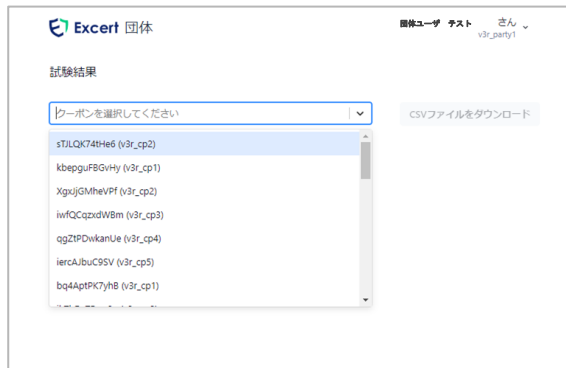 Excert 団体
団体ユーザ テスト さん
v3r_party1
試験結果
クーポンを選択してください
CSVファイルをダウンロード
sTJLQK74tHe6 (v3r_cp2)
kbepguFBGvHy (v3r_cp1)
XgxJjGMheVPf (v3r_cp2)
iwfQCqzxdWBm (v3r_cp3)
qgZtPDwkanUe (v3r_cp4)
iercAJbuC9SV (v3r_cp5)
bq4AptPK7yhB (v3r_cp1)